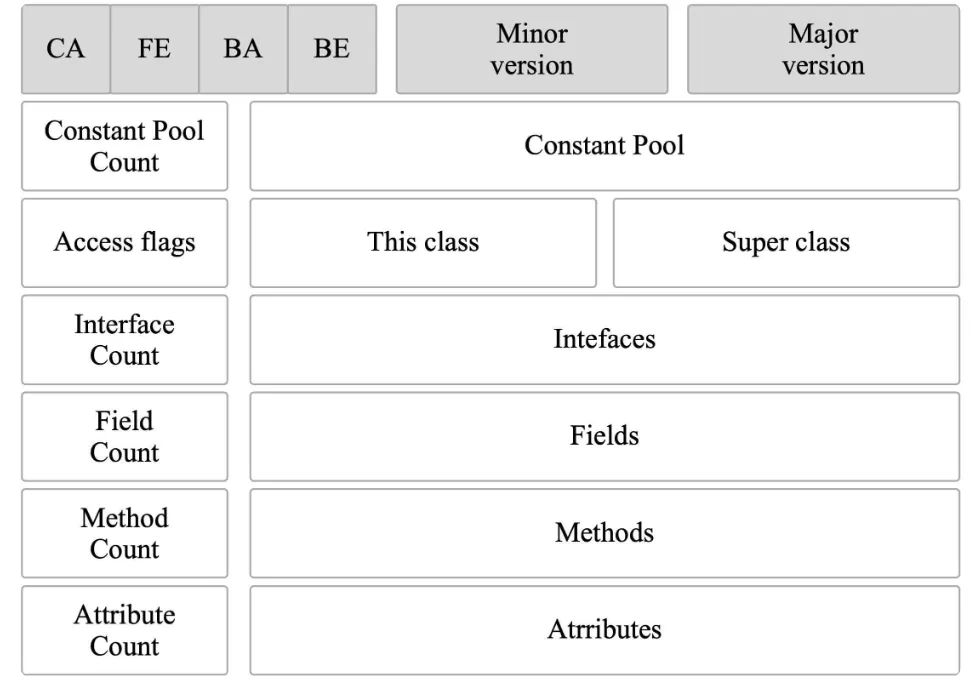 CA FE BA BE Minor version Major version
Constant Pool Count Constant Pool
Access flags This class Super class
Interface Count Intefaces
Field Count Fields
Method Count Methods
Attribute Count Atrributes